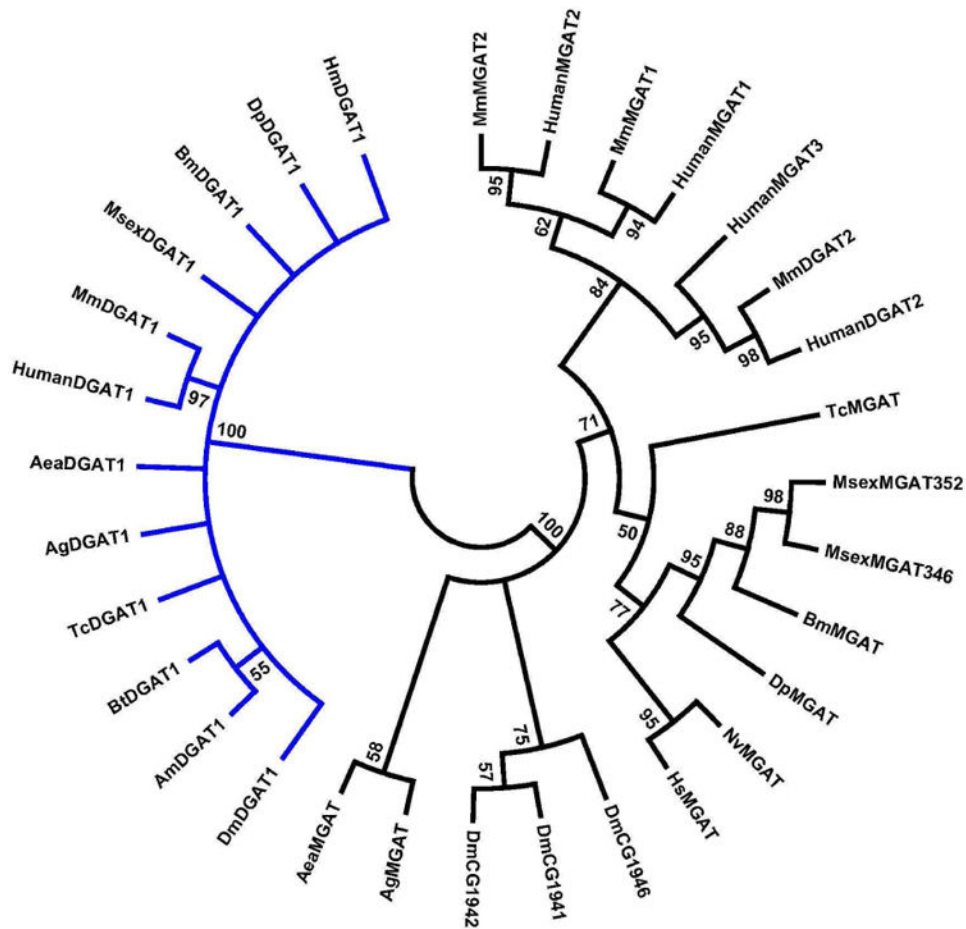 MmMGAT2
HumanMGAT2
MmMGAT1
HumanMGAT1
HumanMGAT3
MmDGAT2
HumanDGAT2
TcMGAT
MsexMGAT352
MsexMGAT346
BmMGAT
DpMGAT
NvMGAT
HsMGAT
DmCG1946
DmCG1941
DmCG1942
AgMGAT
AeaMGAT
DmDGAT1
AmDGAT1
BtDGAT1
TcDGAT1
AgDGAT1
AeaDGAT1
HumanDGAT1
MmDGAT1
MsexDGAT1
BmDGAT1
DpDGAT1
HmDGAT1
95
62
94
84
95
98
71
50
98
88
95
77
95
100
75
57
58
55
100
97